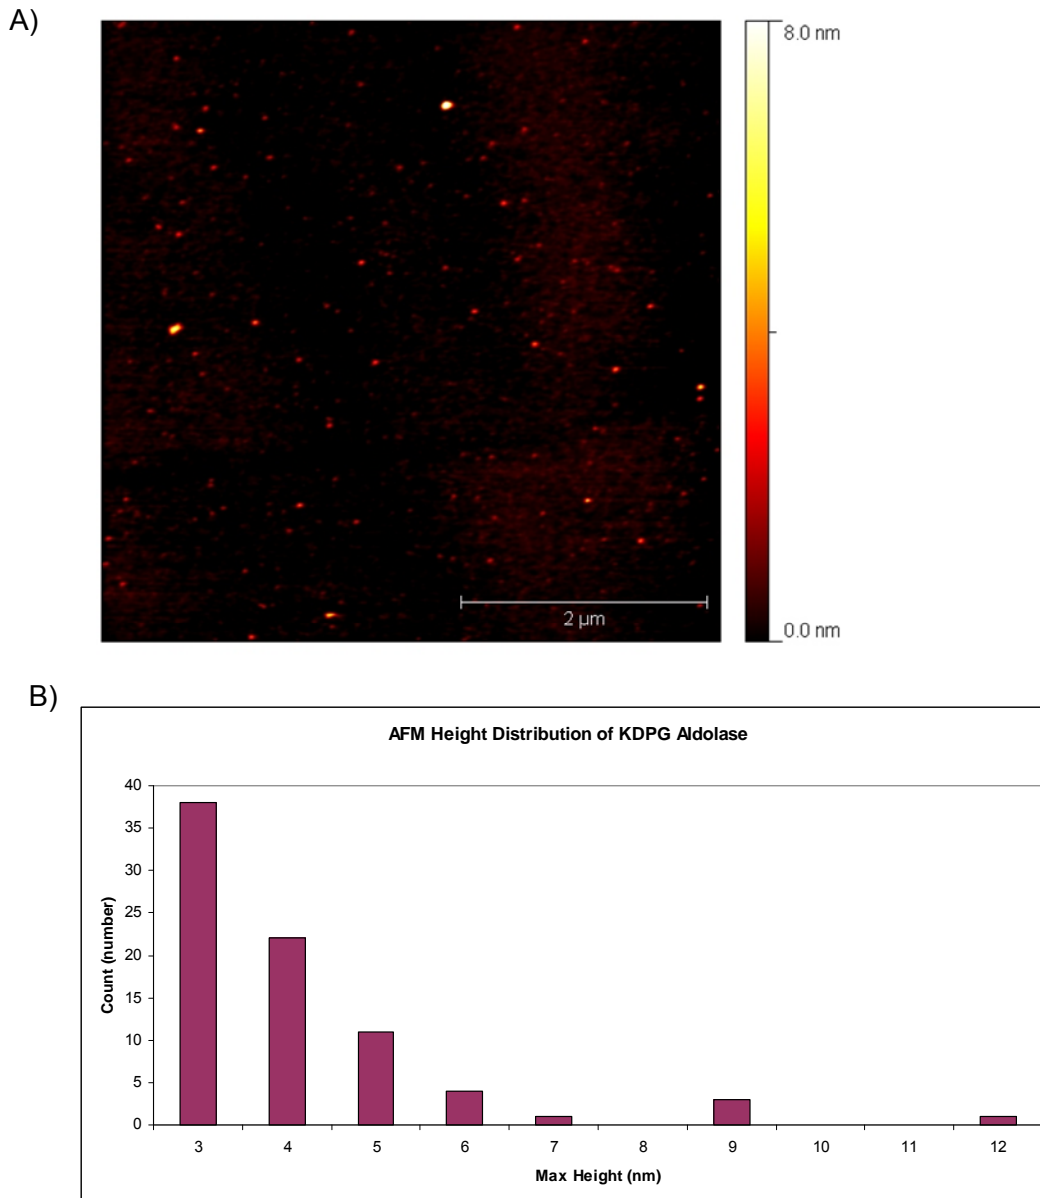 A)
8.0 nm
2 µm
0.0 nm
B)
AFM Height Distribution of KDPG Aldolase
40
35
30
25
20
15
10
5
0
Count (number)
3 4 5 6 7 8 9 10 11 12
Max Height (nm)